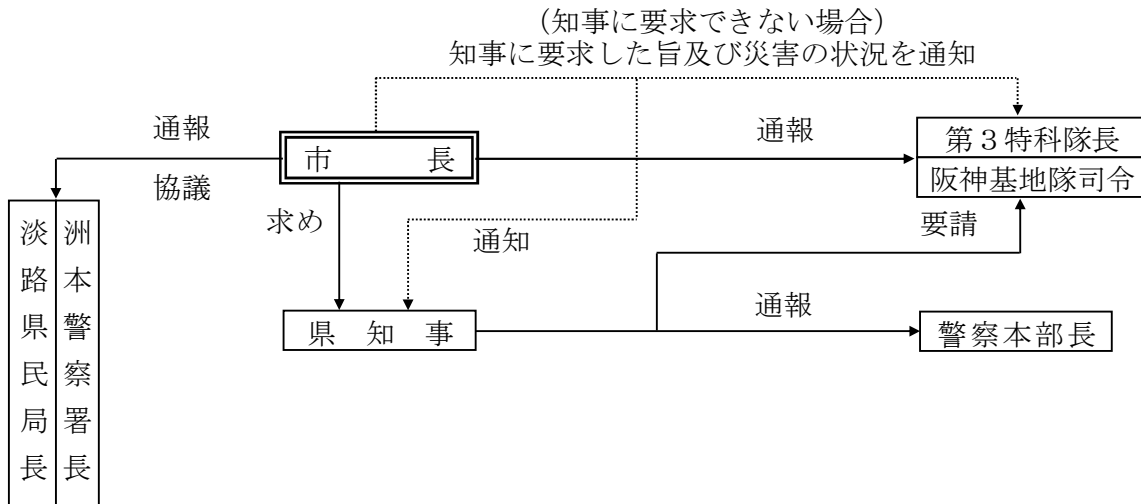 （知事に要求できない場合）
知事に要求した旨及び災害の状況を通知
通報
通報
市　　長
第３特科隊長
協議
阪神基地隊司令
求め
通知
要請
洲本警察署長
淡路県民局長
通報
県　知　事
警察本部長